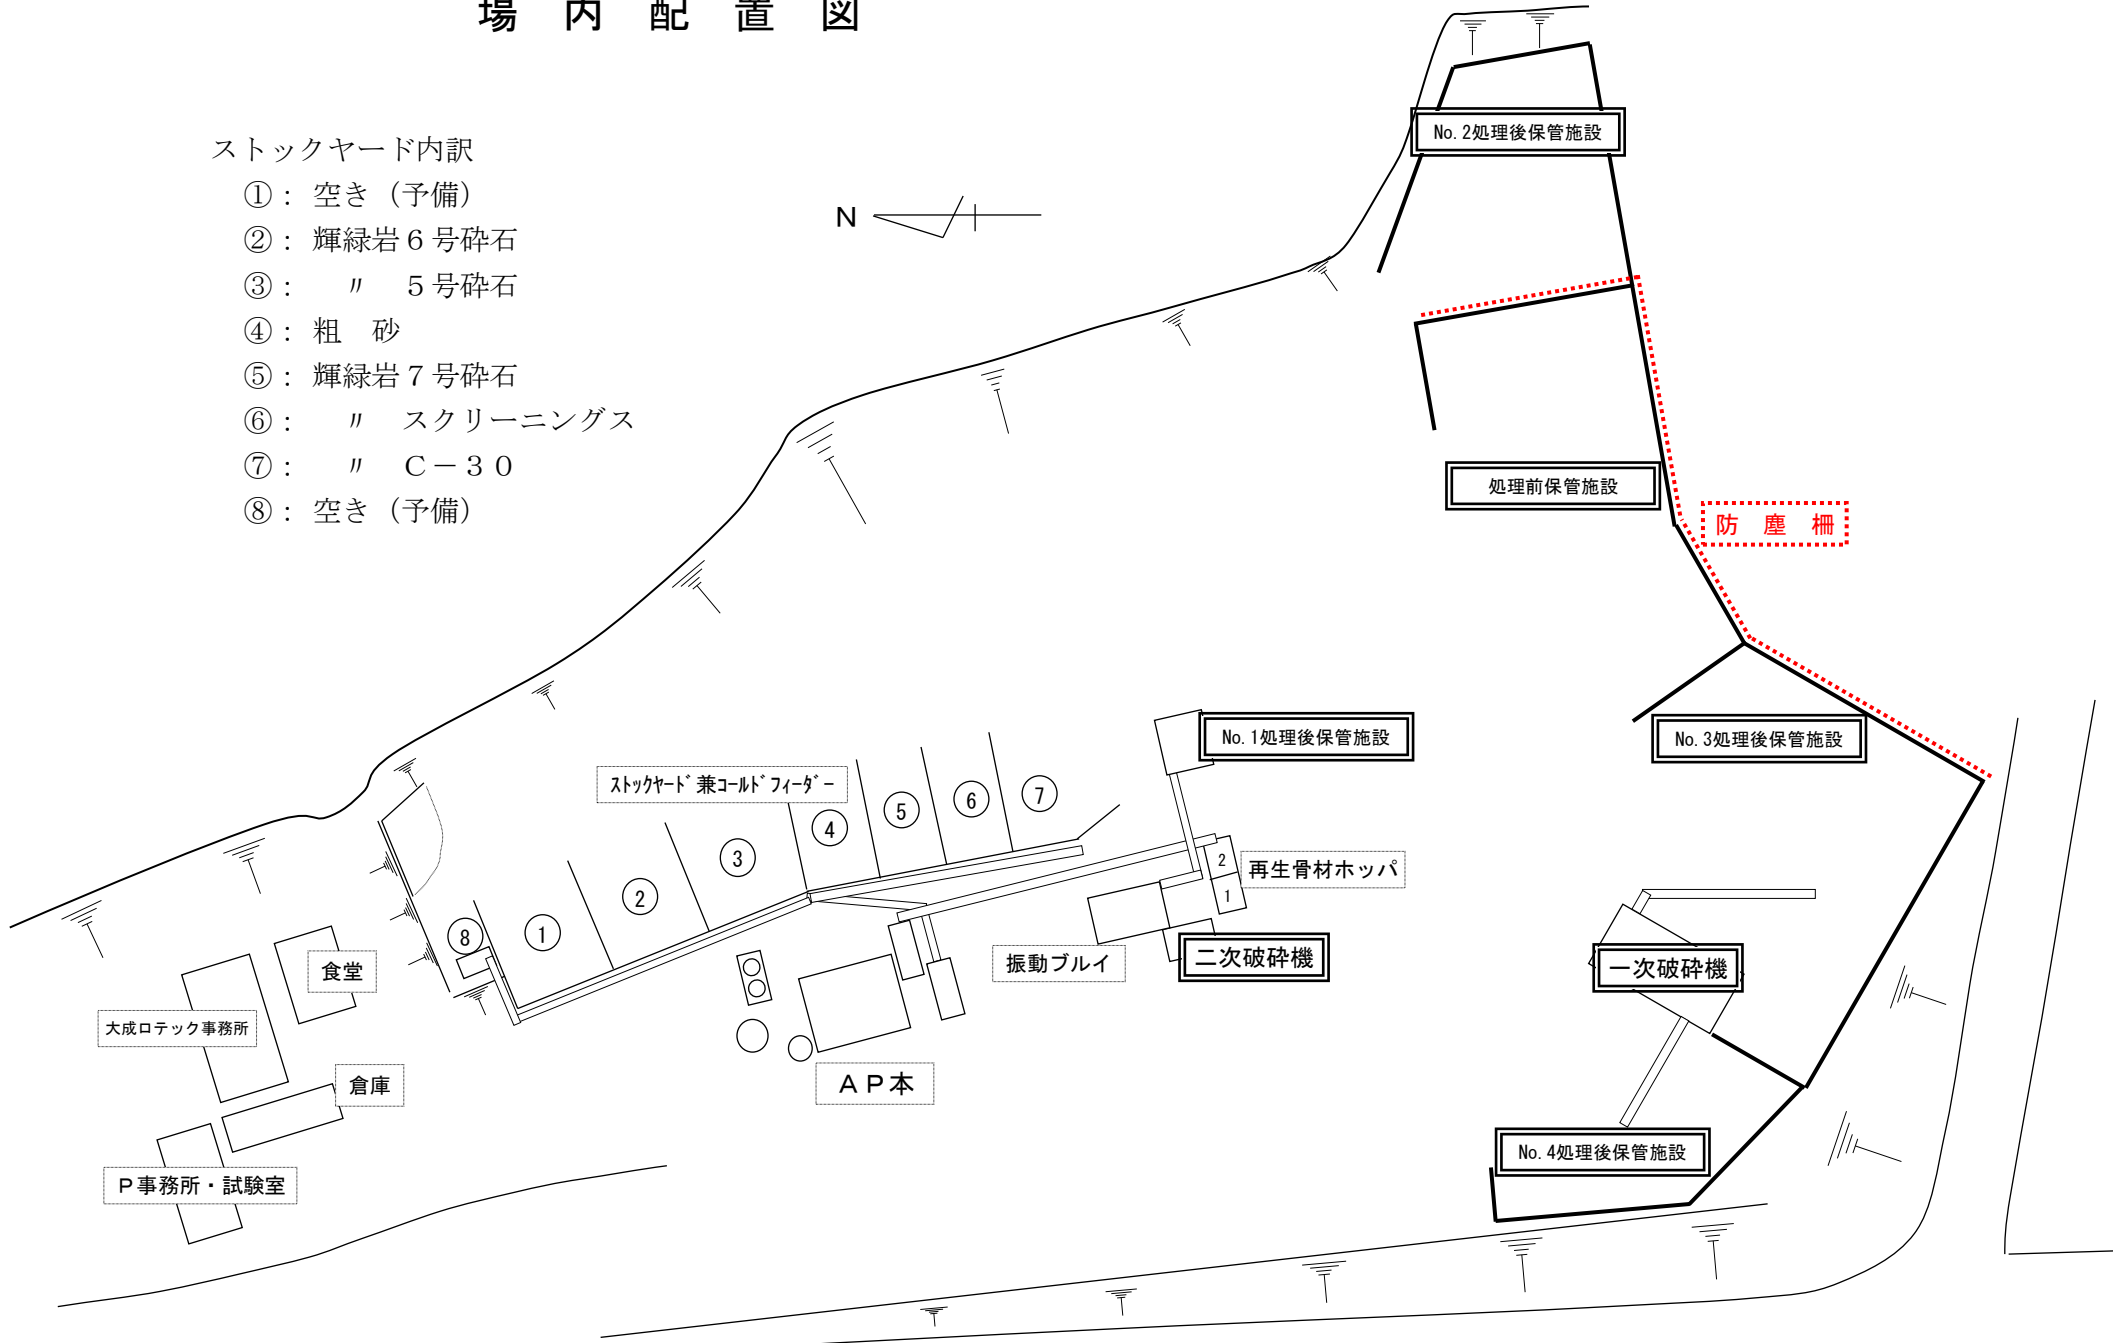 場 内 配 置 図
ストックヤード内訳
①： 空き（予備）
②： 輝緑岩６号砕石
③：　〃　５号砕石
④： 粗　砂
⑤： 輝緑岩７号砕石
⑥：　〃　スクリーニングス
⑦：　〃　Ｃ－３０
⑧： 空き（予備）
N
No. 2処理後保管施設
処理前保管施設
防 塵 柵
No. 1処理後保管施設
No. 3処理後保管施設
ｽﾄｯｸﾔｰﾄﾞ兼ｺｰﾙﾄﾞﾌｨｰﾀﾞｰ
⑦
⑥
⑤
④
③
②
①
⑧
2
1
再生骨材ホッパ
振動ブルイ
二次破砕機
一次破砕機
食堂
大成ロテック事務所
倉庫
ＡＰ本
No. 4処理後保管施設
Ｐ事務所・試験室